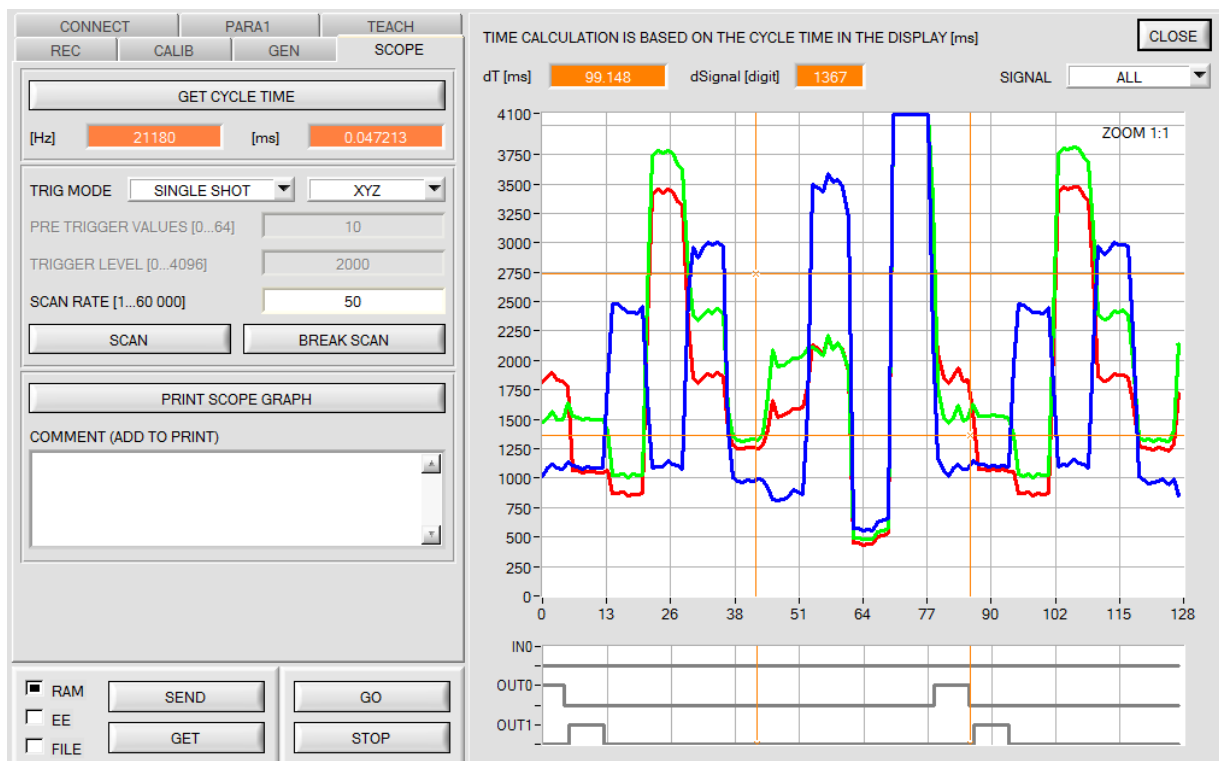 CONNECT PARA1 TEACH
REC CALIB GEN SCOPE
GET CYCLE TIME
[Hz] 21180 [ms] 0.047213
TRIG MODE SINGLE SHOT XYZ
PRE TRIGGER VALUES [0...64] 10
TRIGGER LEVEL [0...4096] 2000
SCAN RATE [1...60 000] 50
SCAN BREAK SCAN
PRINT SCOPE GRAPH
COMMENT (ADD TO PRINT)
RAM SEND GO
EE
GET STOP
FILE
TIME CALCULATION IS BASED ON THE CYCLE TIME IN THE DISPLAY [ms]
CLOSE
dT [ms] 99.148 dSignal [digit] 1367 SIGNAL ALL
ZOOM 1:1
4100
3750
3500
3250
3000
2750
2500
2250
2000
1750
1500
1250
1000
750
500
250
0
0 13 26 38 51 64 77 90 102 115 128
IN0
OUT0
OUT1